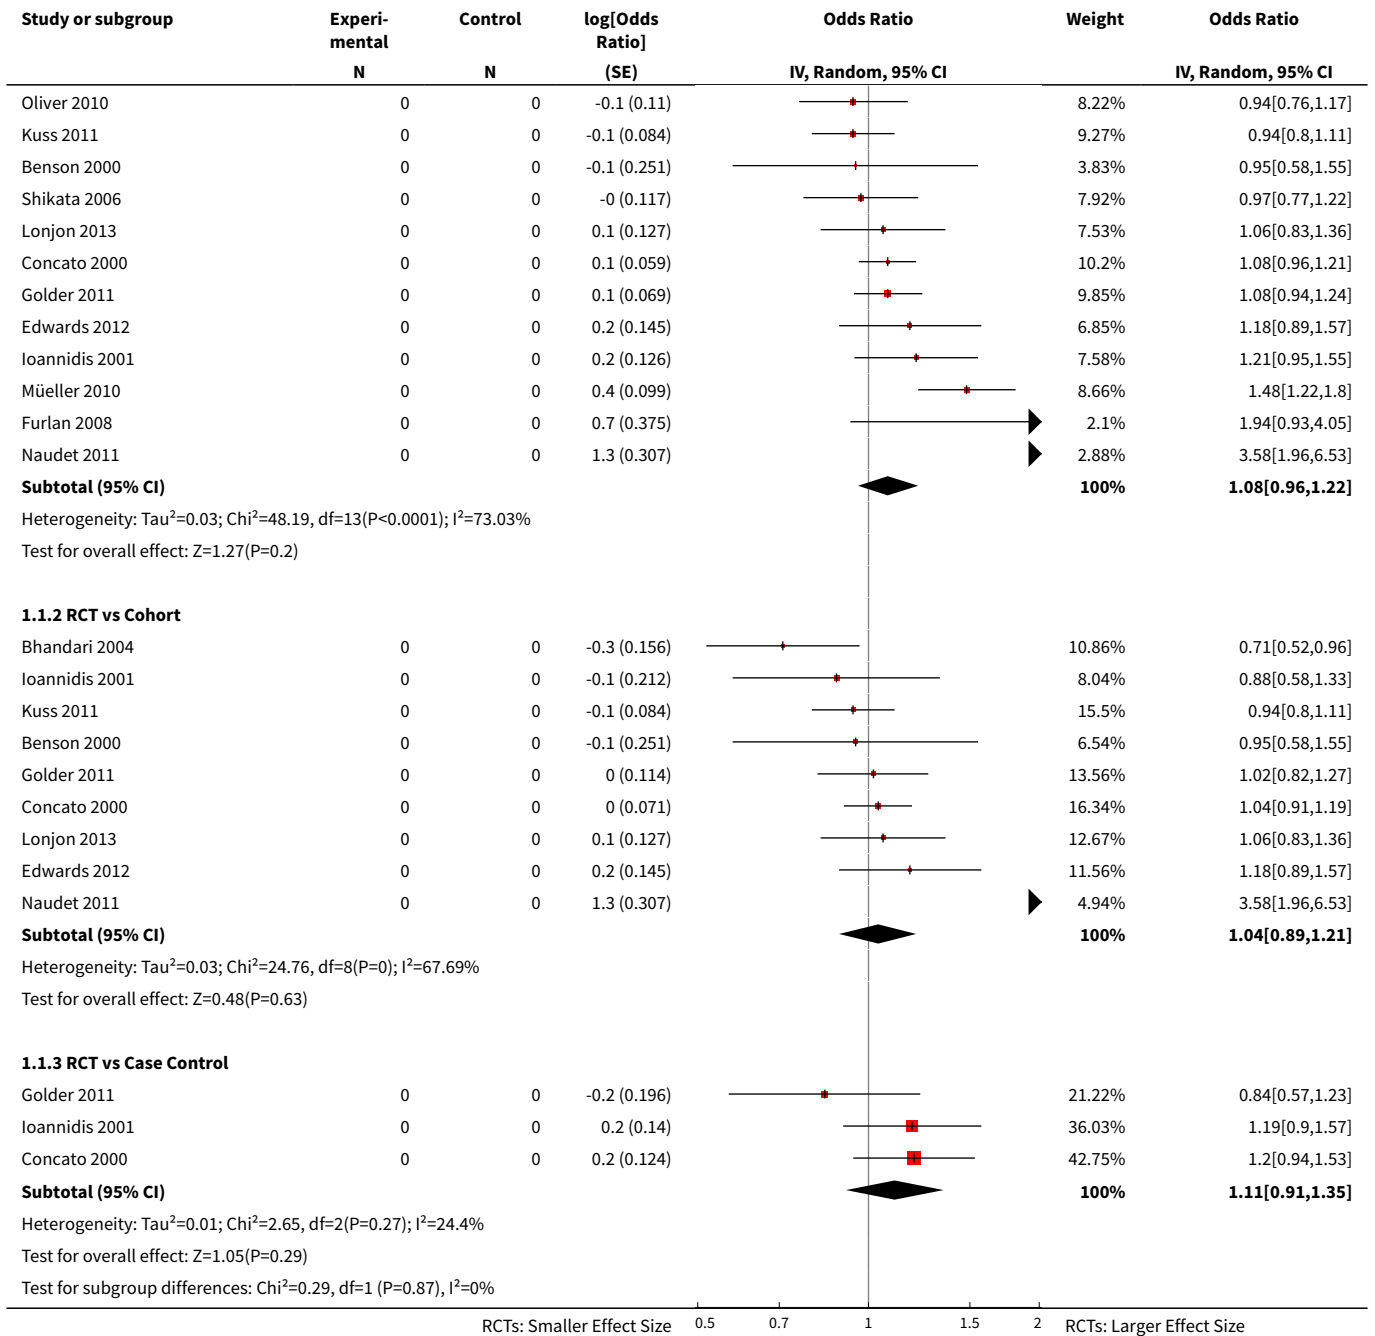 Study or subgroup Experi- Control log[Odds Odds Ratio Weight Odds Ratio
mental Ratio]
N N (SE) IV, Random, 95% CI IV, Random, 95% CI
Oliver 2010 0 0 -0.1 (0.11) 8.22% 0.94[0.76,1.17]
Kuss 2011 0 0 -0.1 (0.084) 9.27% 0.94[0.8,1.11]
Benson 2000 0 0 -0.1 (0.251) 3.83% 0.95[0.58,1.55]
Shikata 2006 0 0 -0 (0.117) 7.92% 0.97[0.77,1.22]
Lonjon 2013 0 0 0.1 (0.127) 7.53% 1.06[0.83,1.36]
Concato 2000 0 0 0.1 (0.059) 10.2% 1.08[0.96,1.21]
Golder 2011 0 0 0.1 (0.069) 9.85% 1.08[0.94,1.24]
Edwards 2012 0 0 0.2 (0.145) 6.85% 1.18[0.89,1.57]
Ioannidis 2001 0 0 0.2 (0.126) 7.58% 1.21[0.95,1.55]
Müeller 2010 0 0 0.4 (0.099) 8.66% 1.48[1.22,1.8]
Furlan 2008 0 0 0.7 (0.375) 2.1% 1.94[0.93,4.05]
Naudet 2011 0 0 1.3 (0.307) 2.88% 3.58[1.96,6.53]
Subtotal (95% CI) 100% 1.08[0.96,1.22]
Heterogeneity: Tau²=0.03; Chi²=48.19, df=13(P<0.0001); I²=73.03%
Test for overall effect: Z=1.27(P=0.2)
1.1.2 RCT vs Cohort
Bhandari 2004 0 0 -0.3 (0.156) 10.86% 0.71[0.52,0.96]
Ioannidis 2001 0 0 -0.1 (0.212) 8.04% 0.88[0.58,1.33]
Kuss 2011 0 0 -0.1 (0.084) 15.5% 0.94[0.8,1.11]
Benson 2000 0 0 -0.1 (0.251) 6.54% 0.95[0.58,1.55]
Golder 2011 0 0 0 (0.114) 13.56% 1.02[0.82,1.27]
Concato 2000 0 0 0 (0.071) 16.34% 1.04[0.91,1.19]
Lonjon 2013 0 0 0.1 (0.127) 12.67% 1.06[0.83,1.36]
Edwards 2012 0 0 0.2 (0.145) 11.56% 1.18[0.89,1.57]
Naudet 2011 0 0 1.3 (0.307) 4.94% 3.58[1.96,6.53]
Subtotal (95% CI) 100% 1.04[0.89,1.21]
Heterogeneity: Tau²=0.03; Chi²=24.76, df=8(P=0); I²=67.69%
Test for overall effect: Z=0.48(P=0.63)
1.1.3 RCT vs Case Control
Golder 2011 0 0 -0.2 (0.196) 21.22% 0.84[0.57,1.23]
Ioannidis 2001 0 0 0.2 (0.14) 36.03% 1.19[0.9,1.57]
Concato 2000 0 0 0.2 (0.124) 42.75% 1.2[0.94,1.53]
Subtotal (95% CI) 100% 1.11[0.91,1.35]
Heterogeneity: Tau²=0.01; Chi²=2.65, df=2(P=0.27); I²=24.4%
Test for overall effect: Z=1.05(P=0.29)
Test for subgroup differences: Chi²=0.29, df=1 (P=0.87), I²=0%
RCTs: Smaller Effect Size 0.5 0.7 1 1.5 2 RCTs: Larger Effect Size